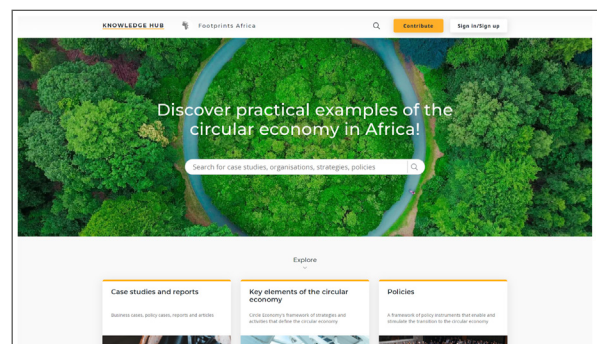 KNOWLEDGE HUB Footprints Africa Contribute Sign in/Sign up
Discover practical examples of the
circular economy in Africa!
Search for case studies, organisations, strategies, policies
Explore
Case studies and reports
Business cases, policy cases, reports and articles
Key elements of the circular
economy
Circle Economy's framework of strategies and
activities that define the circular economy
Policies
A framework of policy instruments that enable and
stimulate the transition to the circular economy